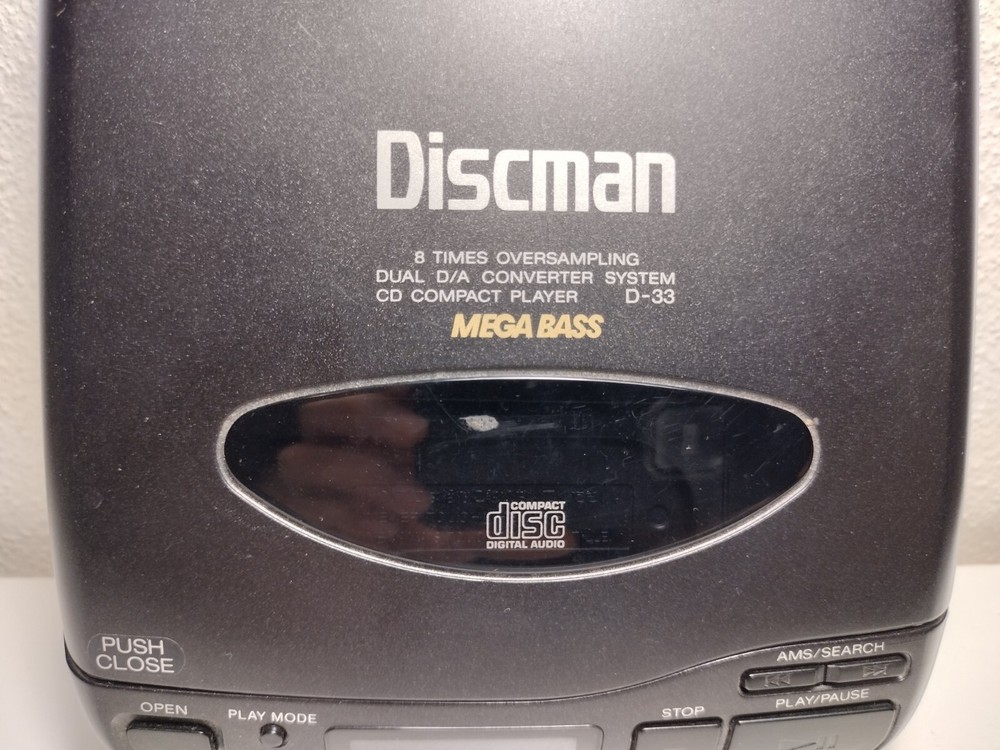 Discman
8 TIMES OVERSAMPLING
DUAL D/A CONVERTER SYSTEM
CD COMPACT PLAYER D-33
MEGA BASS
COMPACT
disc
DIGITAL AUDIO
PUSH
CLOSE
AMS/SEARCH
OPEN
PLAY MODE
STOP
PLAY/PAUSE